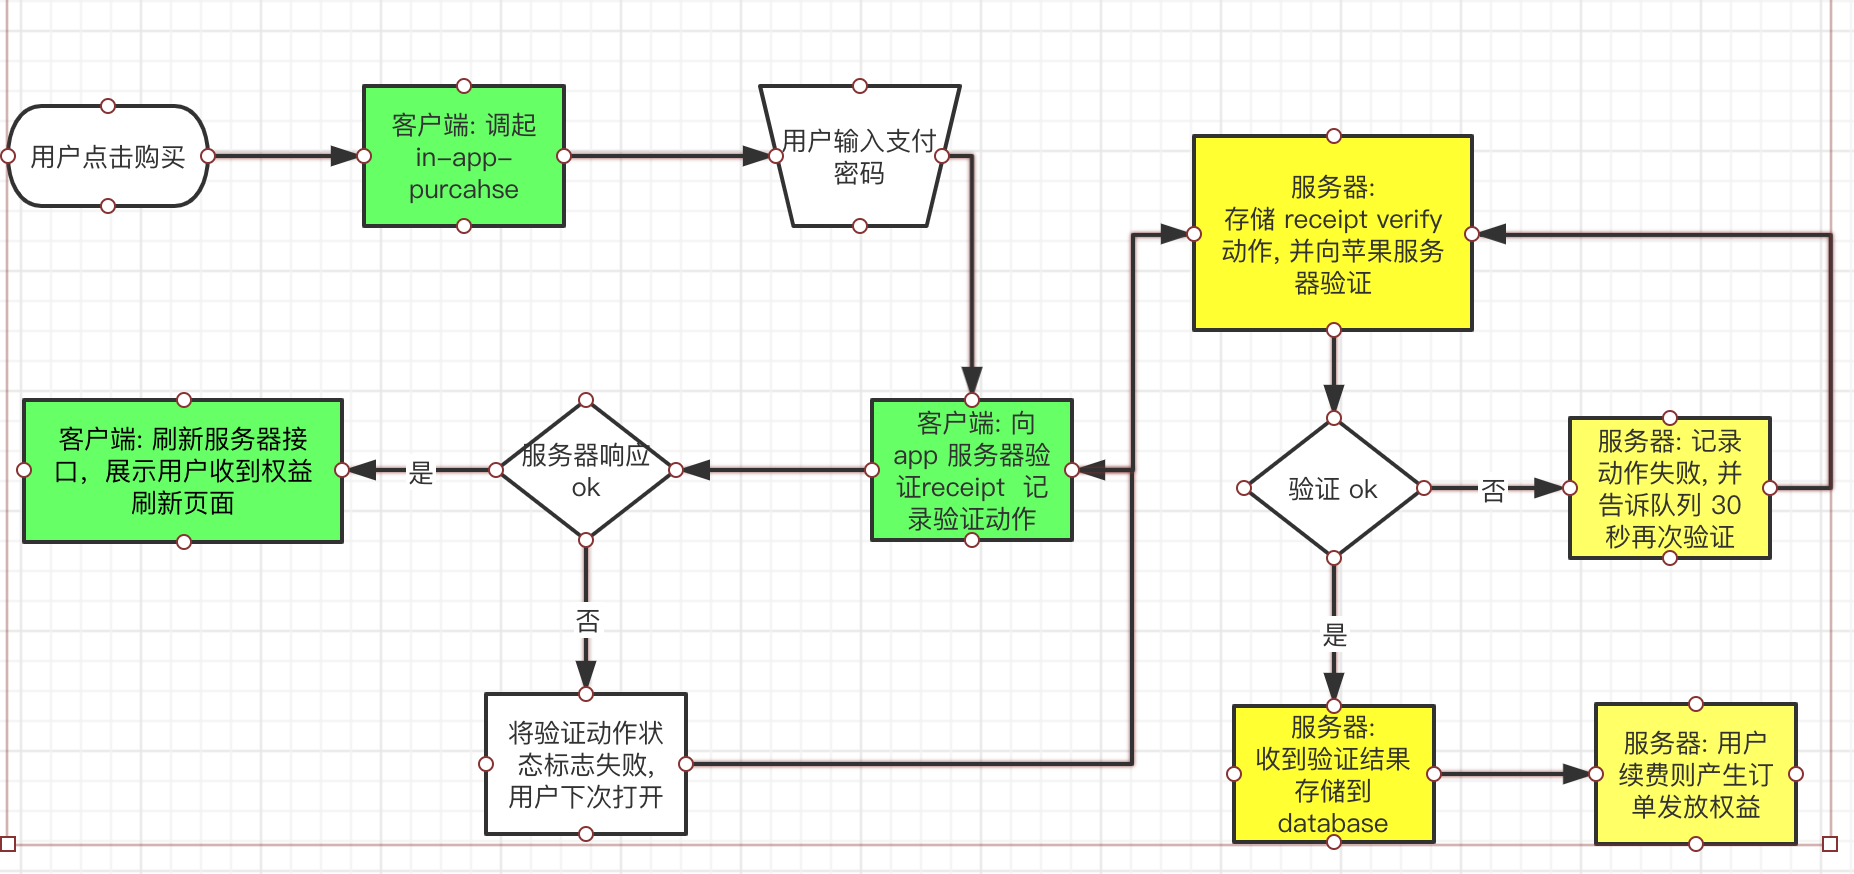 用户点击购买
客户端: 调起
in-app-
purcahse
用户输入支付
密码
服务器:
存储 receipt verify
动作, 并向苹果服务
器验证
客户端: 刷新服务器接
口，展示用户收到权益
刷新页面
是
服务器响应
ok
客户端: 向
app 服务器验
证receipt 记
录验证动作
验证 ok
否
服务器: 记录
动作失败, 并
告诉队列 30
秒再次验证
否
是
将验证动作状
态标志失败,
用户下次打开
服务器:
收到验证结果
存储到
database
服务器: 用户
续费则产生订
单发放权益